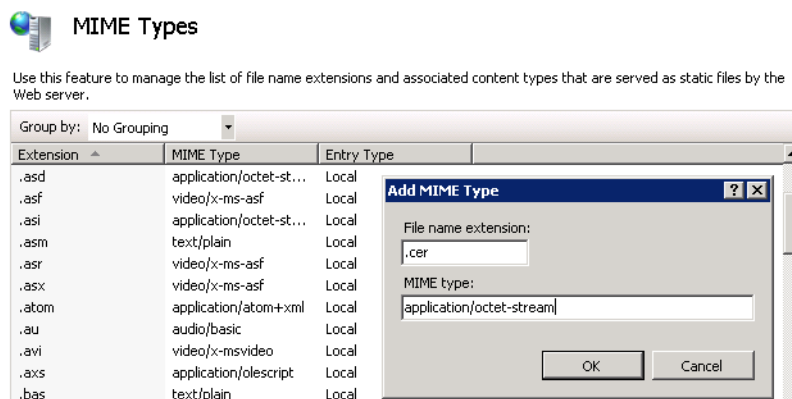 MIME Types
Use this feature to manage the list of file name extensions and associated content types that are served as static files by the
Web server.
Group by: No Grouping
Extension MIME Type Entry Type
.asd application/octet-st... Local
.asf video/x-ms-asf Local
.asi application/octet-st... Local
.asm text/plain Local
.asr video/x-ms-asf Local
.asx video/x-ms-asf Local
.atom application/atom+xml Local
.au audio/basic Local
.avi video/x-msvideo Local
.axs application/olescript Local
.bas text/plain Local
Add MIME Type
File name extension:
.cer
MIME type:
application/octet-stream
OK Cancel